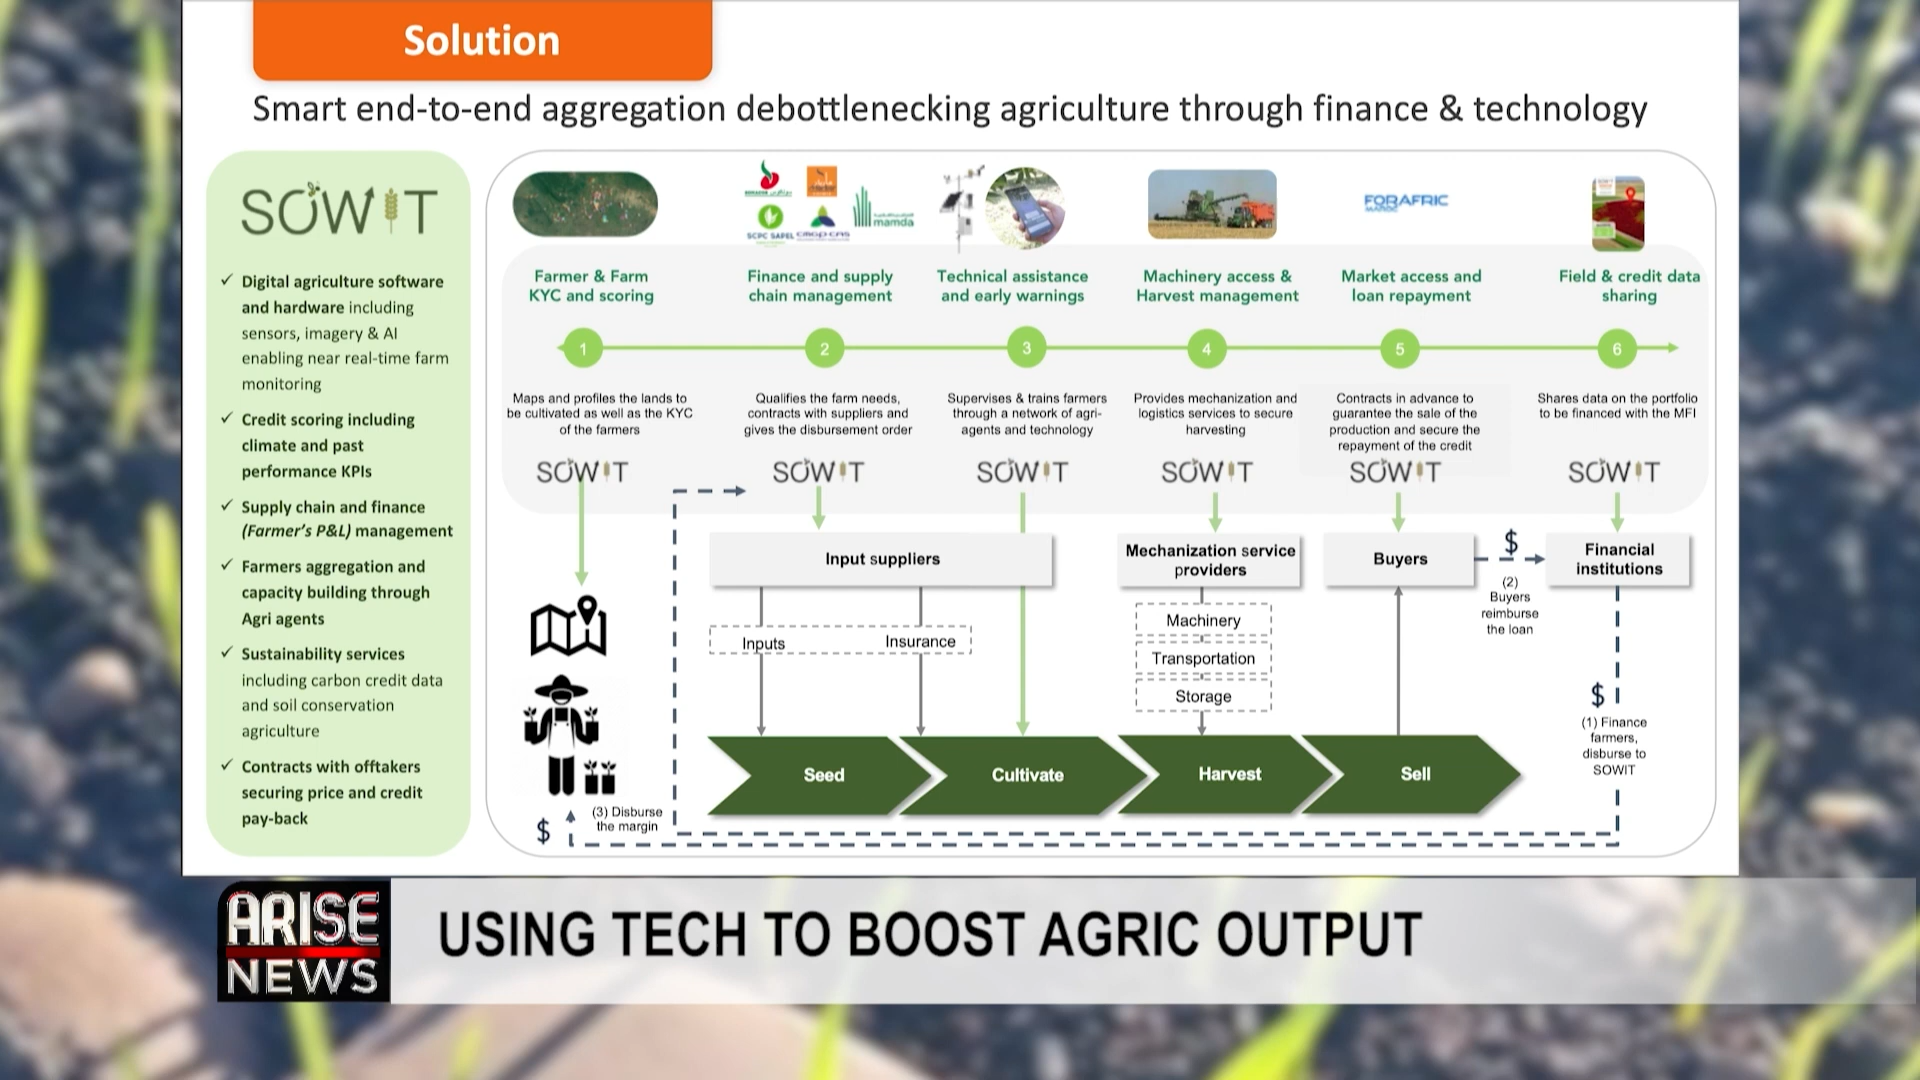 Solution
Smart end-to-end aggregation debottlenecking agriculture through finance & technology
SOWIT
✓ Digital agriculture software
and hardware including
sensors, imagery & AI
enabling near real-time farm
monitoring
✓ Credit scoring including
climate and past
performance KPIs
✓ Supply chain and finance
(Farmer's P&L) management
✓ Farmers aggregation and
capacity building through
Agri agents
✓ Sustainability services
including carbon credit data
and soil conservation
agriculture
✓ Contracts with offtakers
securing price and credit
pay-back
mamda
SCPC SAPEL
FORAFRIC
MAROC
Farmer & Farm
KYC and scoring
Finance and supply
chain management
Technical assistance
and early warnings
Machinery access &
Harvest management
Market access and
loan repayment
Field & credit data
sharing
1
2
3
4
5
6
Maps and profiles the lands to
be cultivated as well as the KYC
of the farmers
Qualifies the farm needs,
contracts with suppliers and
gives the disbursement order
Supervises & trains farmers
through a network of agri-
agents and technology
Provides mechanization and
logistics services to secure
harvesting
Contracts in advance to
guarantee the sale of the
production and secure the
repayment of the credit
Shares data on the portfolio
to be financed with the MFI
SOWIT
SOWIT
SOWIT
SOWIT
SOWIT
SOWIT
Input suppliers
Mechanization service
providers
Buyers
$
(2)
Buyers
reimburse
the loan
Financial
institutions
Inputs
Insurance
Machinery
Transportation
Storage
$
(1) Finance
farmers,
disburse to
SOWIT
Seed
Cultivate
Harvest
Sell
$
(3) Disburse
the margin
ARISE
NEWS
USING TECH TO BOOST AGRIC OUTPUT